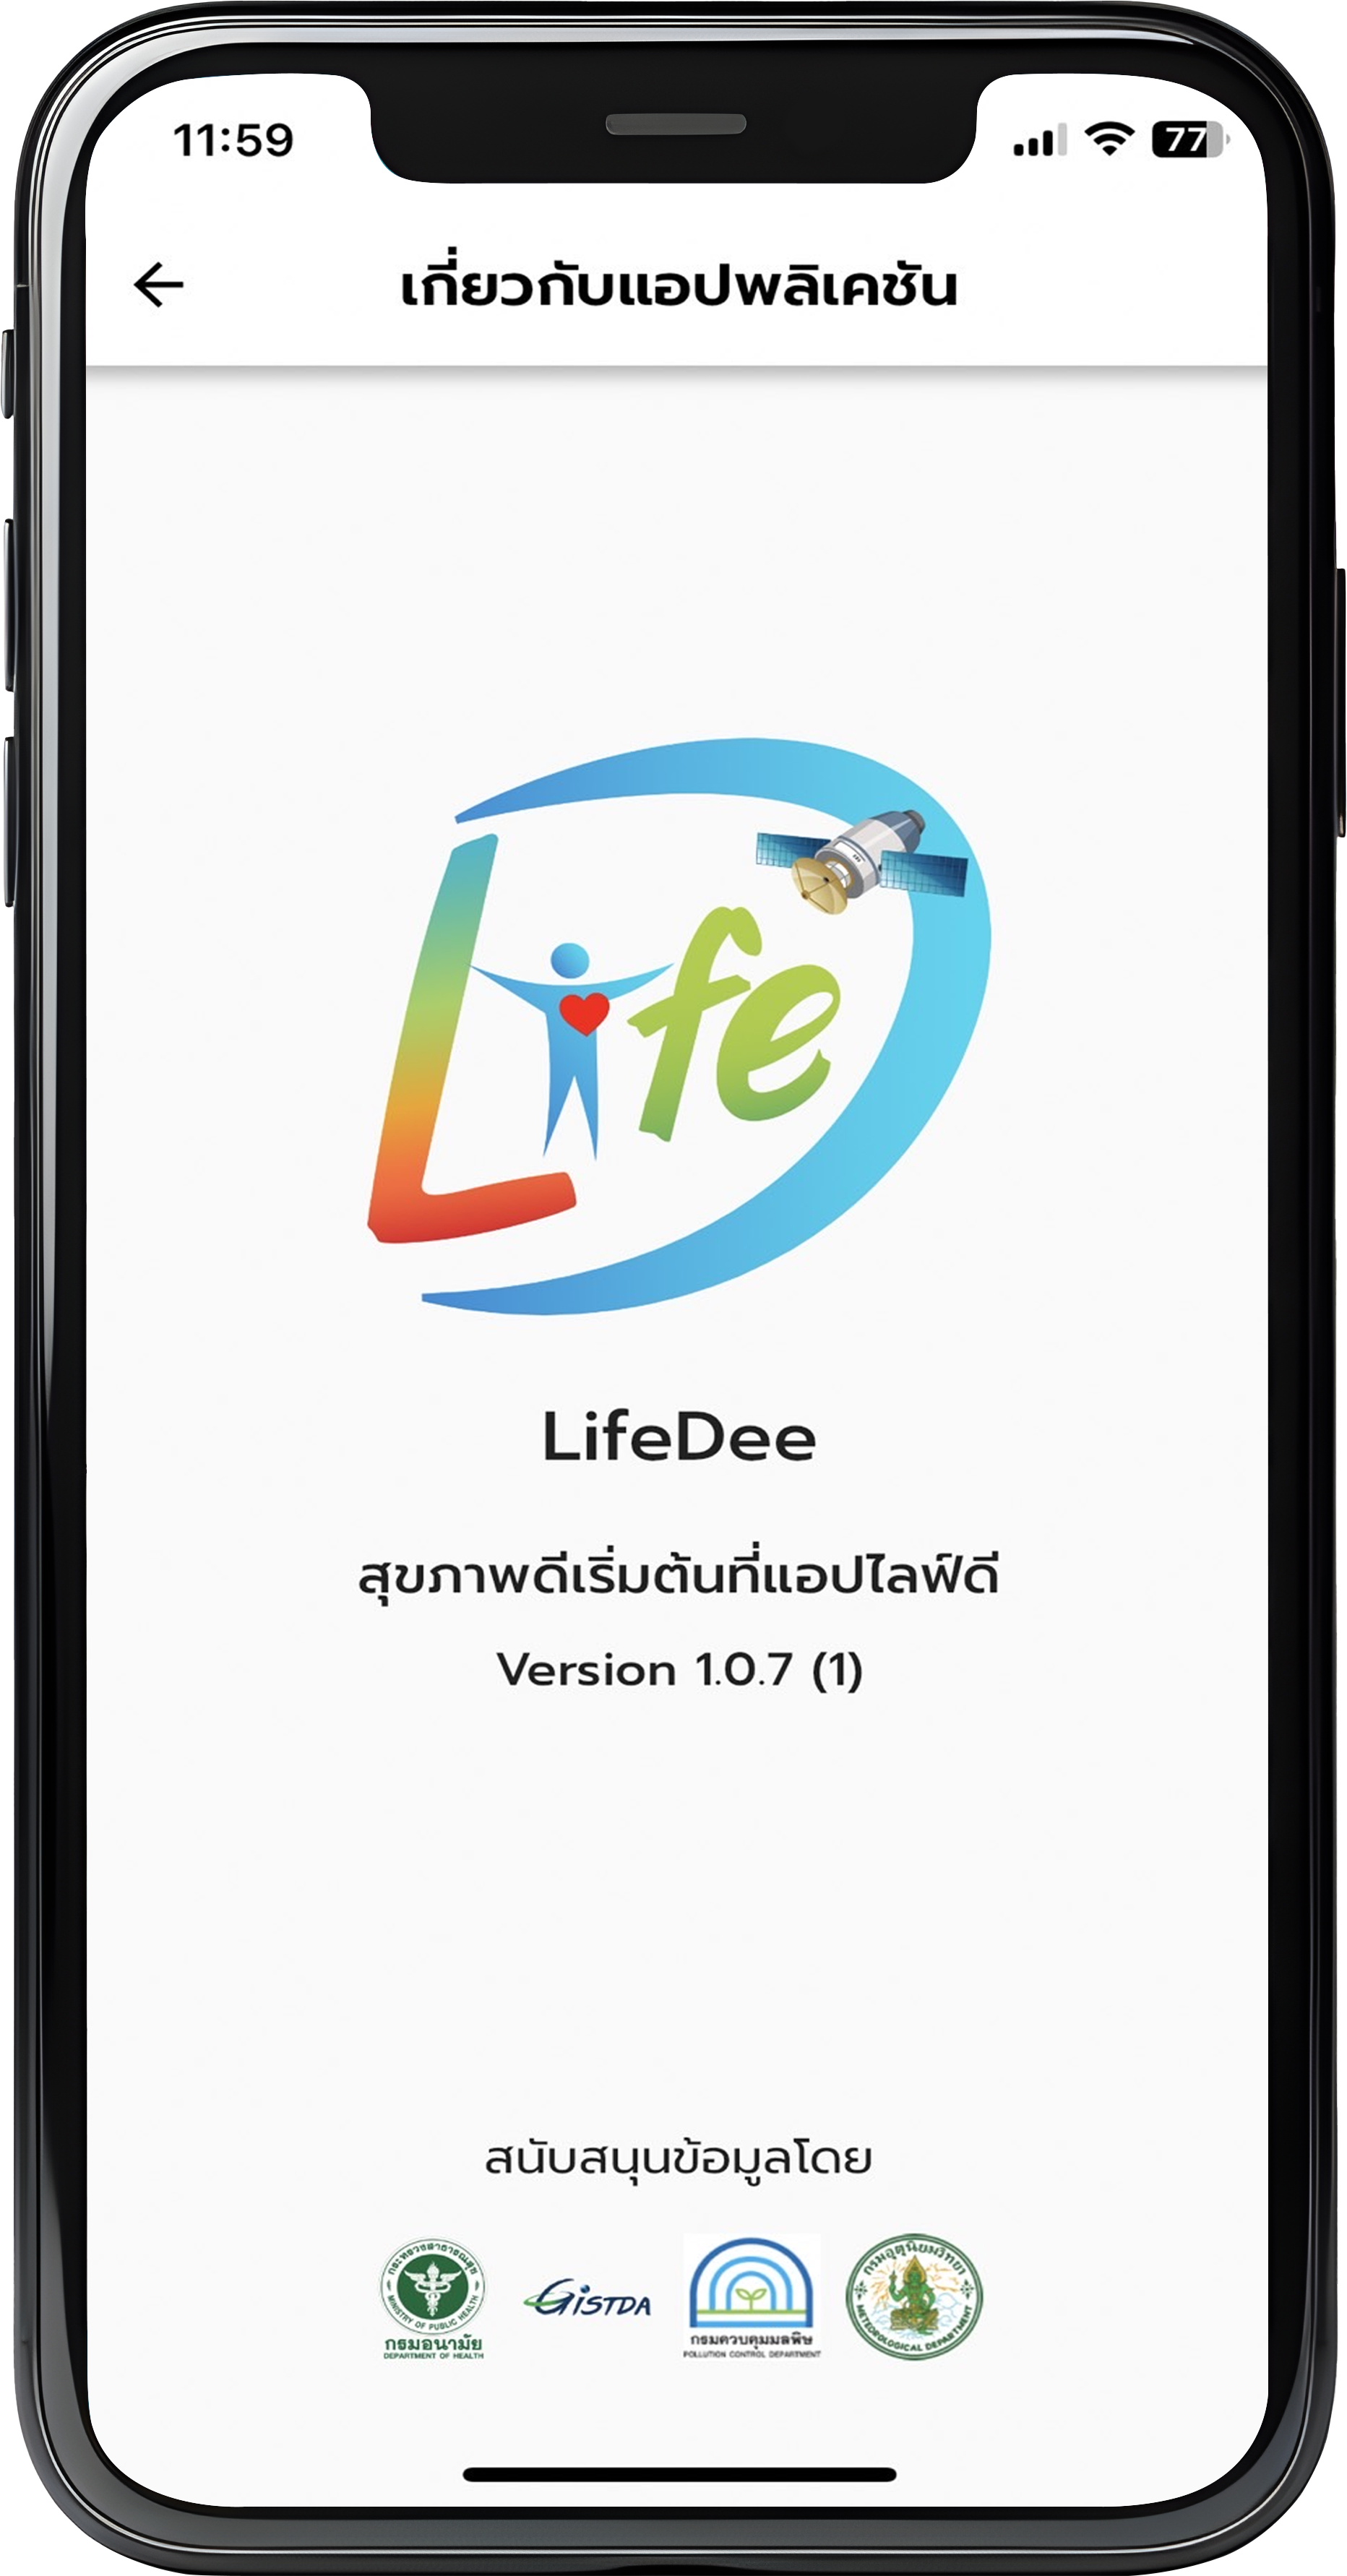 11:59
77
เกี่ยวกับแอปพลิเคชัน
Life
LifeDee
สุขภาพดีเริ่มต้นที่แอปไลฟ์ดี
Version 1.0.7 (1)
สนับสนุนข้อมูลโดย
กระทรวงสาธารณสุข
MINISTRY OF PUBLIC HEALTH
กรมอนามัย
DEPARTMENT OF HEALTH
GISTDA
กรมควบคุมมลพิษ
POLLUTION CONTROL DEPARTMENT
กรมอุตุนิยมวิทยา
METEOROLOGICAL DEPARTMENT